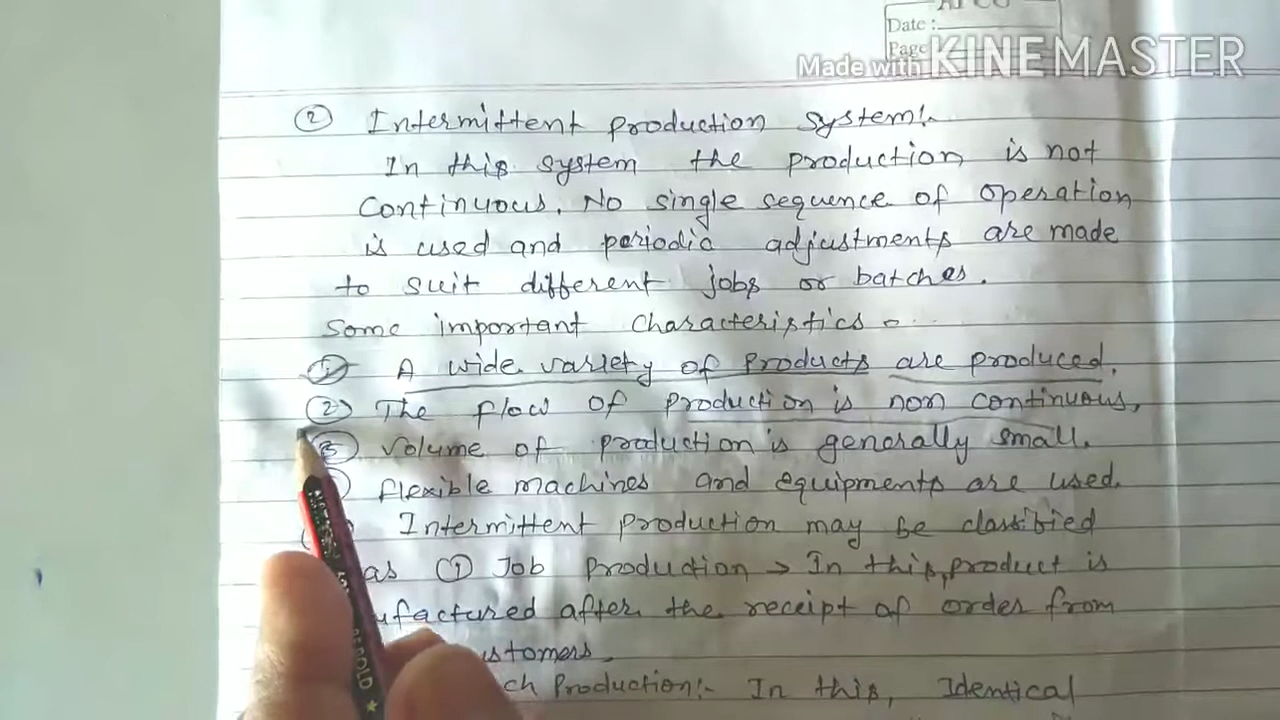 Date :
Page
Made with KINEMASTER
② Intermittent production system:-
In this system the production is not
continuous. No single sequence of operation
is used and periodic adjustments are made
to suit different jobs or batches.
Some important characteristics
① A wide variety of products are produced.
② The flow of production is non continuous,
③ Volume of production is generally small.
flexible machines and equipments are used.
Intermittent production may be classified
as ① Job Production → In this, product is
ufactured after the receipt of order from
ustomers.
ch Production:- In this, Identical